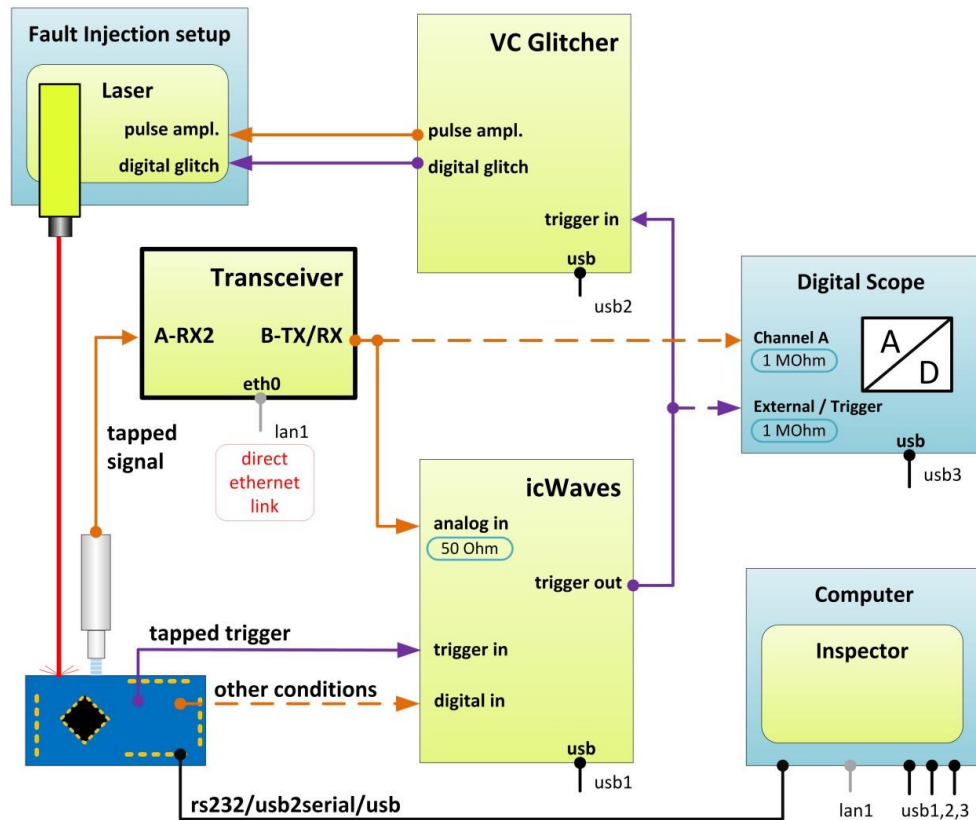 Fault Injection setup
Laser
pulse ampl.
digital glitch
VC Glitcher
pulse ampl.
digital glitch
trigger in
usb
usb2
Transceiver
A-RX2
B-TX/RX
eth0
lan1
direct
ethernet
link
tapped
signal
Digital Scope
Channel A
1 MOhm
A
D
External / Trigger
1 MOhm
usb
usb3
icWaves
analog in
50 Ohm
trigger out
trigger in
digital in
usb
usb1
tapped trigger
other conditions
rs232/usb2serial/usb
Computer
Inspector
lan1
usb1,2,3